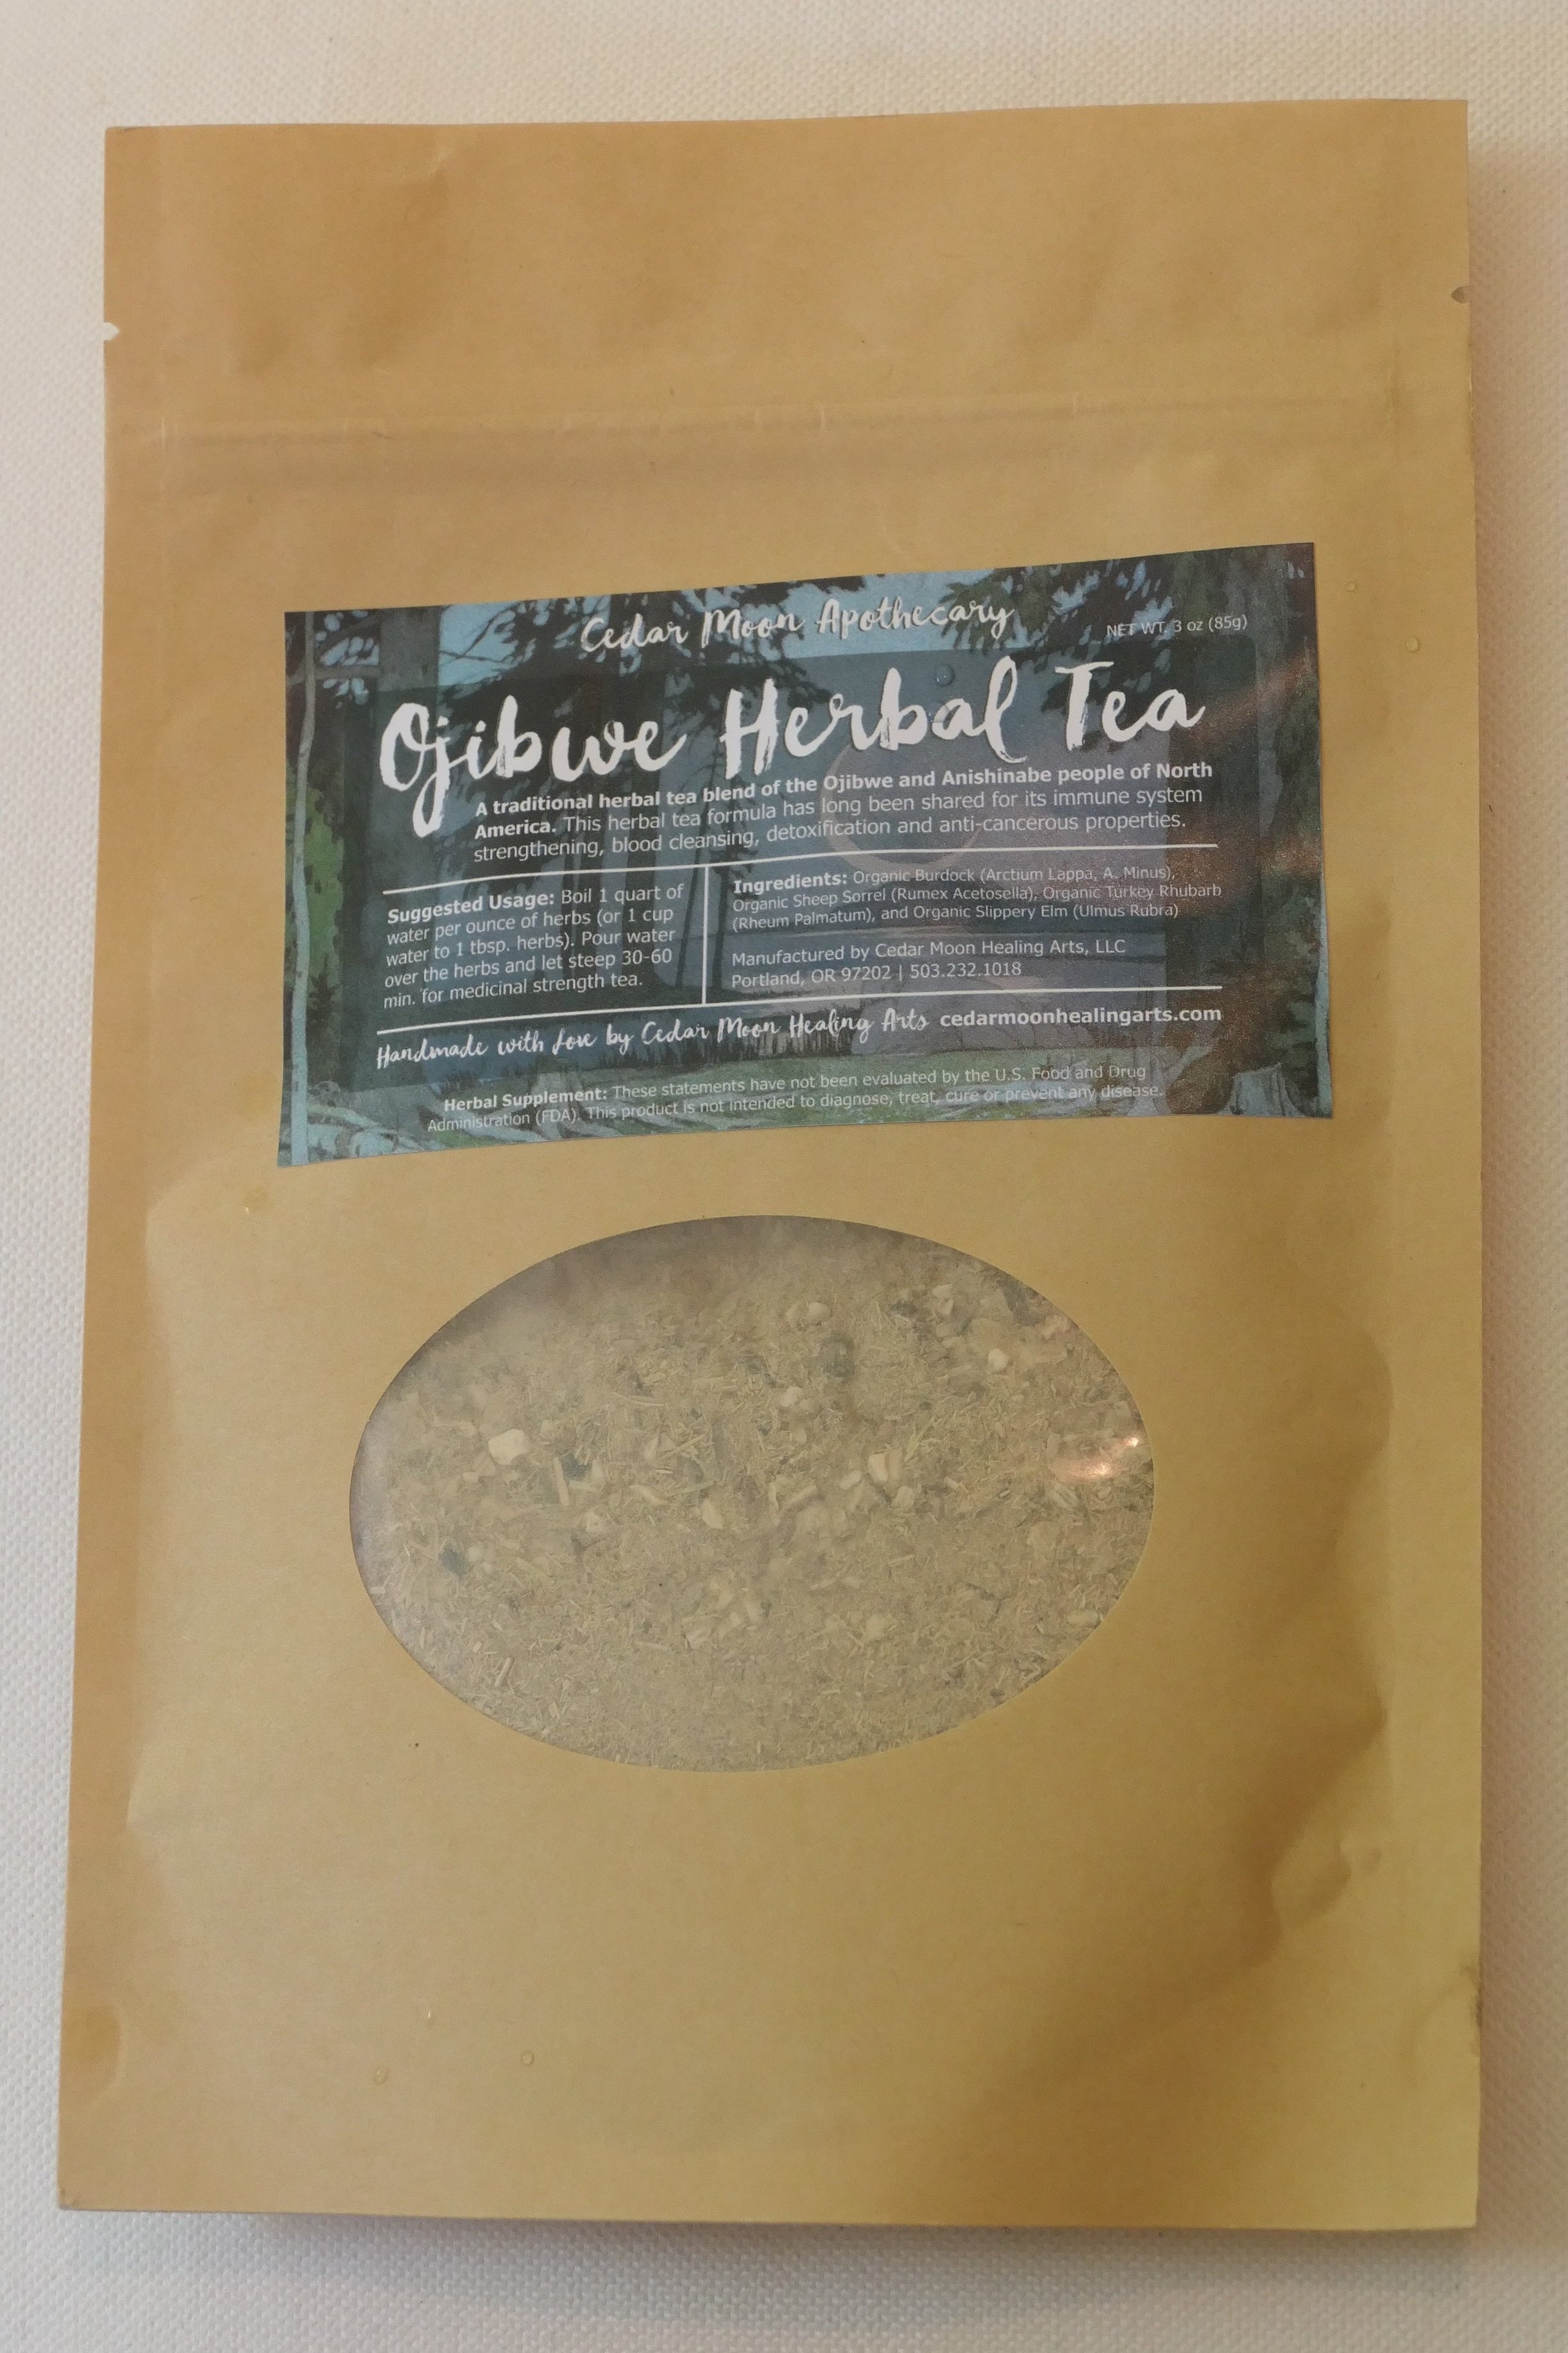 Cedar Moon Apothecary
NET WT. 3 oz (85g)
Ojibwe Herbal Tea
A traditional herbal tea blend of the Ojibwe and Anishinabe people of North
America. This herbal tea formula has long been shared for its immune system
strengthening, blood cleansing, detoxification and anti-cancerous properties.
Suggested Usage: Boil 1 quart of
water per ounce of herbs (or 1 cup
water to 1 tbsp. herbs). Pour water
over the herbs and let steep 30-60
min. for medicinal strength tea.
Ingredients: Organic Burdock (Arctium Lappa, A. Minus),
Organic Sheep Sorrel (Rumex Acetosella), Organic Turkey Rhubarb
(Rheum Palmatum), and Organic Slippery Elm (Ulmus Rubra)
Manufactured by Cedar Moon Healing Arts, LLC
Portland, OR 97202 | 503.232.1018
Handmade with Love by Cedar Moon Healing Arts cedarmoonhealingarts.com
Herbal Supplement: These statements have not been evaluated by the U.S. Food and Drug
Administration (FDA). This product is not intended to diagnose, treat, cure or prevent any disease.